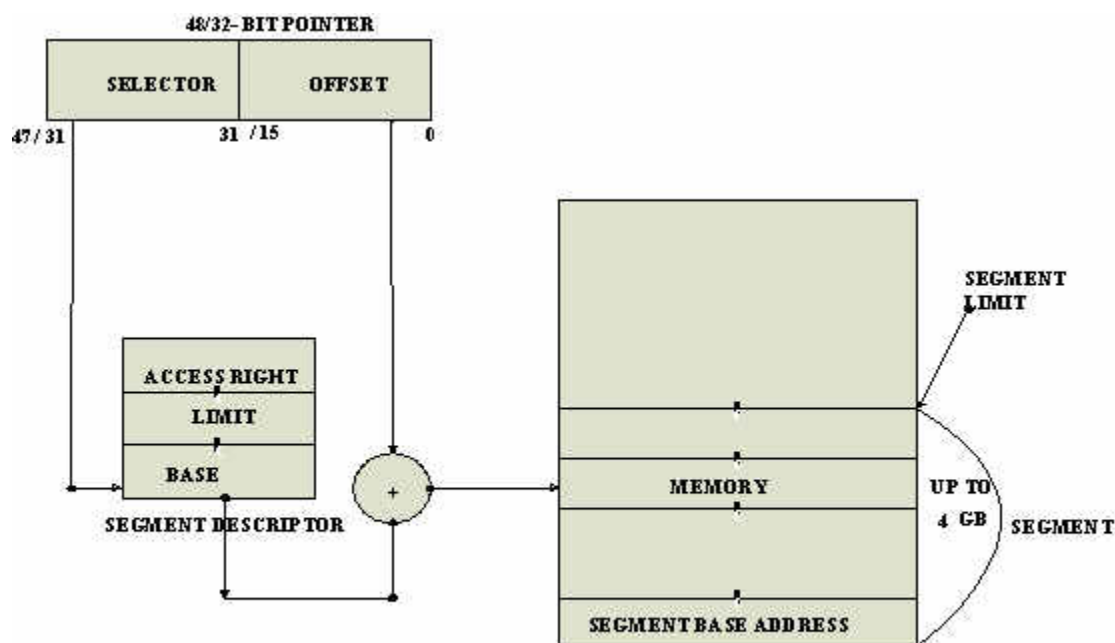 48/32- BIT POINTER
SELECTOR OFFSET
47 / 31 31 / 15 0
SEGMENT
LIMIT
ACCESS RIGHT
LIMIT
BASE
+
MEMORY
UP TO
4 GB
SEGMENT
SEGMENT DESCRIPTOR
SEGMENT BASE ADDRESS